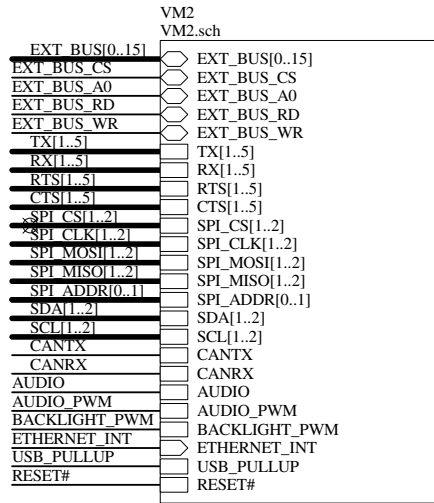 VM2
VM2.sch
EXT_BUS[0..15] EXT_BUS[0..15]
EXT_BUS_CS EXT_BUS_CS
EXT_BUS_A0 EXT_BUS_A0
EXT_BUS_RD EXT_BUS_RD
EXT_BUS_WR EXT_BUS_WR
TX[1..5] TX[1..5]
RX[1..5] RX[1..5]
RTS[1..5] RTS[1..5]
CTS[1..5] CTS[1..5]
SPI_CS[1..2] SPI_CS[1..2]
SPI_CLK[1..2] SPI_CLK[1..2]
SPI_MOSI[1..2] SPI_MOSI[1..2]
SPI_MISO[1..2] SPI_MISO[1..2]
SPI_ADDR[0..1] SPI_ADDR[0..1]
SDA[1..2] SDA[1..2]
SCL[1..2] SCL[1..2]
CANTX CANTX
CANRX CANRX
AUDIO AUDIO
AUDIO_PWM AUDIO_PWM
BACKLIGHT_PWM BACKLIGHT_PWM
ETHERNET_INT ETHERNET_INT
USB_PULLUP USB_PULLUP
RESET# RESET#